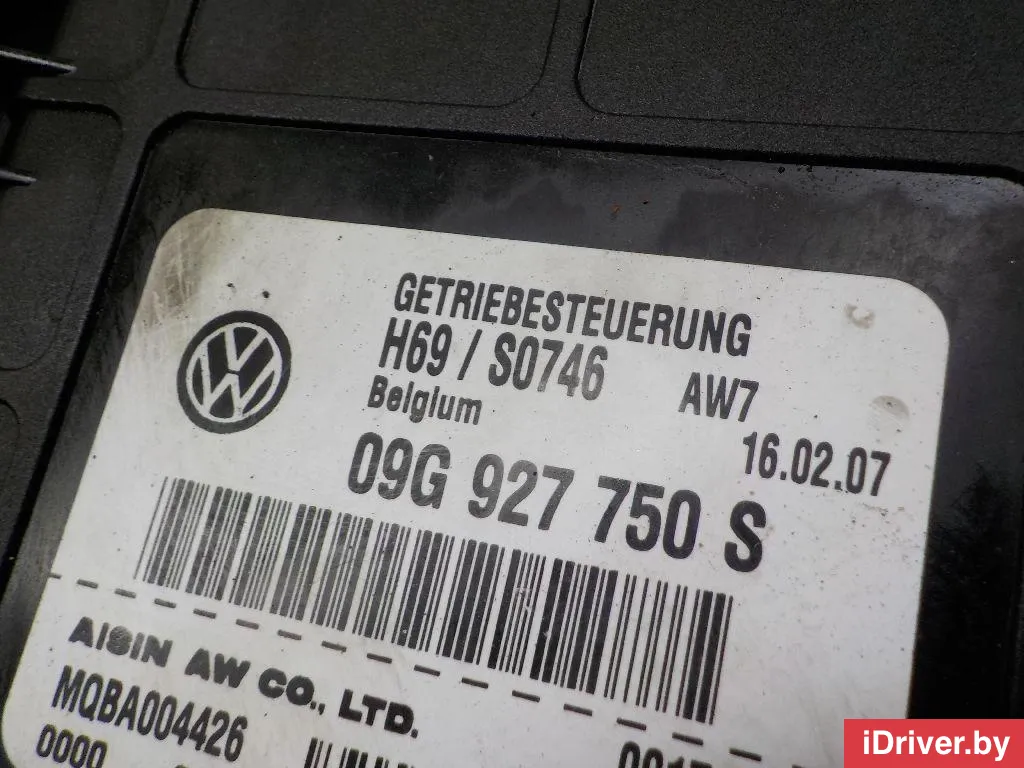 GETRIEBESTEUERUNG
H69 / S0746 AW7
Belgium 16.02.07
09G 927 750 S
AISIN AW CO., LTD.
MQBA004426
0000
iDriver.by